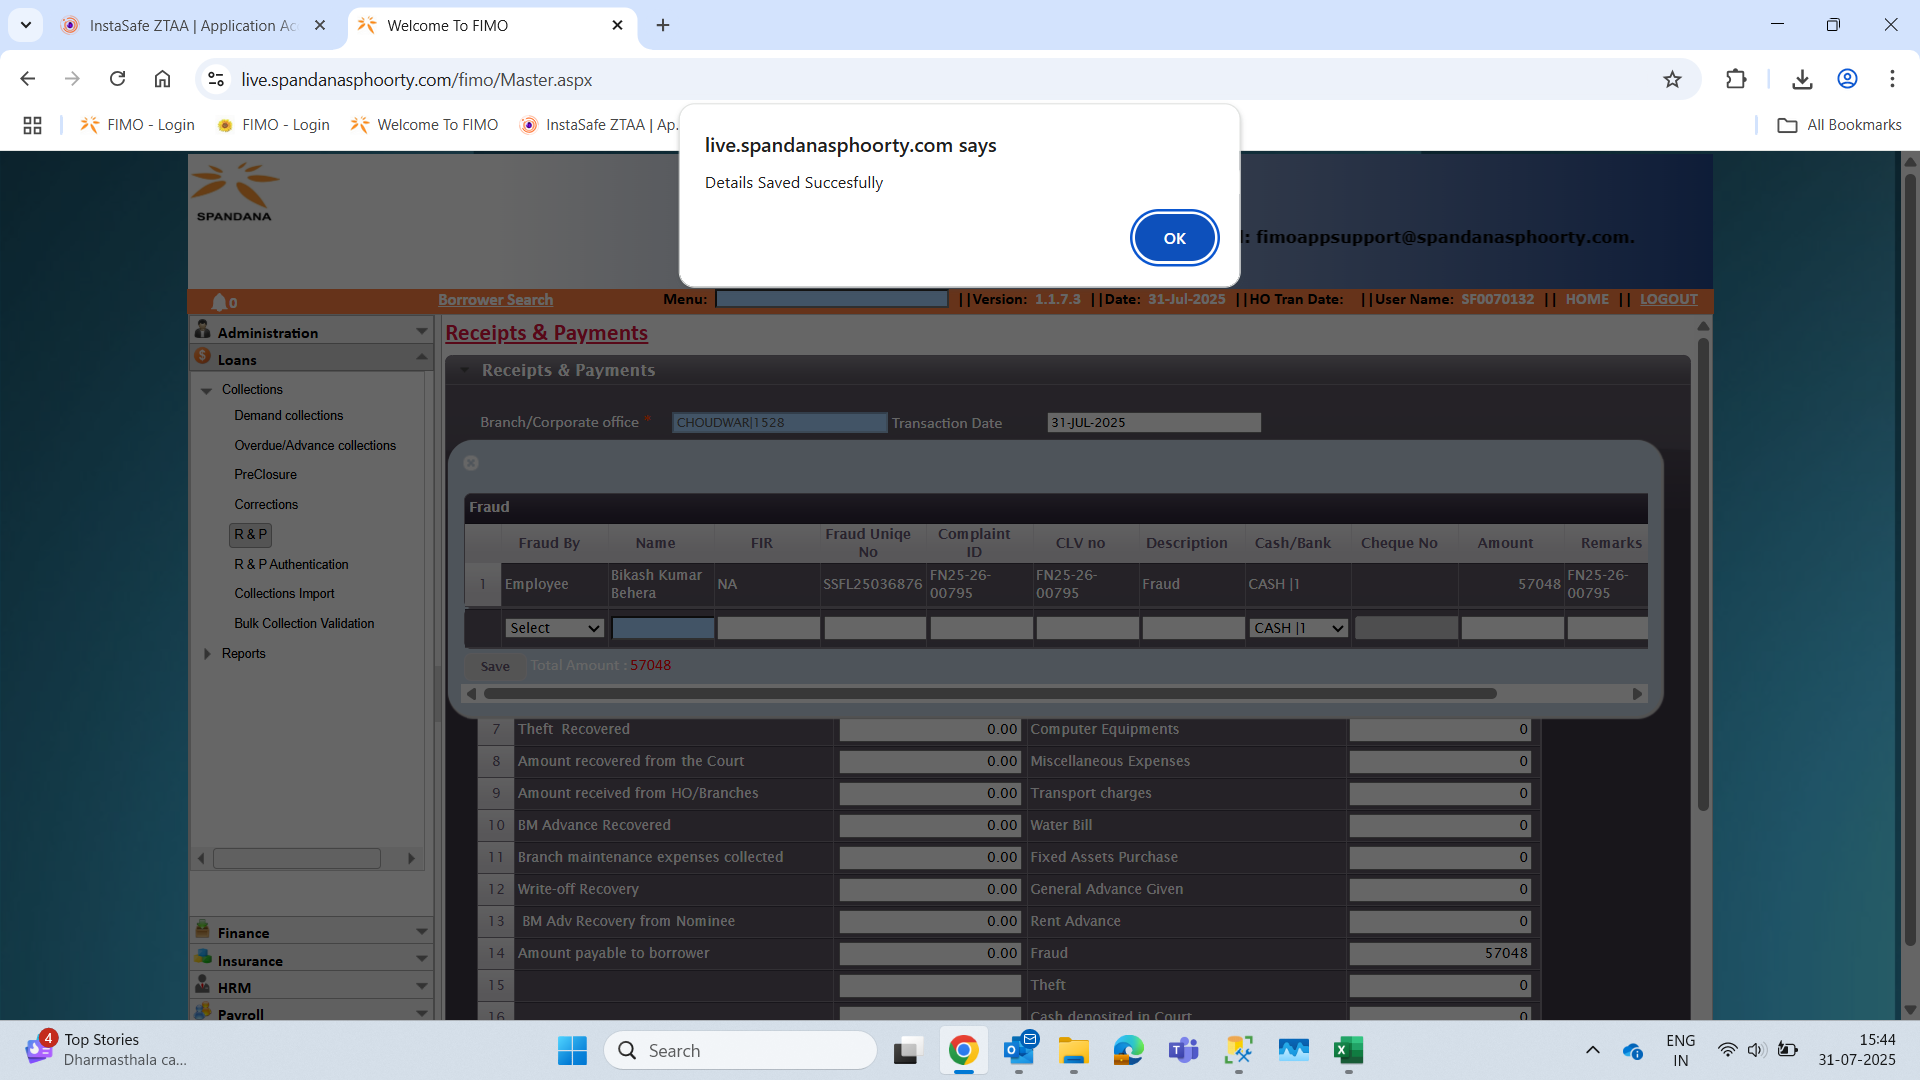 InstaSafe ZTAA | Application Ac
Welcome To FIMO
live.spandanasphoorty.com/fimo/Master.aspx
FIMO - Login
FIMO - Login
Welcome To FIMO
InstaSafe ZTAA | Ap.
All Bookmarks
live.spandanasphoorty.com says
Details Saved Succesfully
OK
SPANDANA
: fimoappsupport@spandanasphoorty.com.
0
Borrower Search
Menu:
||Version: 1.1.7.3 ||Date: 31-Jul-2025 ||HO Tran Date: ||User Name: SF0070132 || HOME || LOGOUT
Administration
Loans
Collections
Demand collections
Overdue/Advance collections
PreClosure
Corrections
R & P
R & P Authentication
Collections Import
Bulk Collection Validation
Reports
Finance
Insurance
HRM
Payroll
Receipts & Payments
Receipts & Payments
Branch/Corporate office * CHOUDWAR|1528 Transaction Date 31-JUL-2025
Fraud
Fraud By Name FIR Fraud Uniqe No Complaint ID CLV no Description Cash/Bank Cheque No Amount Remarks
1 Employee Bikash Kumar Behera NA SSFL25036876 FN25-26-00795 FN25-26-00795 Fraud CASH |1 57048 FN25-26-00795
Select CASH |1
Save Total Amount : 57048
7 Theft Recovered 0.00 Computer Equipments 0
8 Amount recovered from the Court 0.00 Miscellaneous Expenses 0
9 Amount received from HO/Branches 0.00 Transport charges 0
10 BM Advance Recovered 0.00 Water Bill 0
11 Branch maintenance expenses collected 0.00 Fixed Assets Purchase 0
12 Write-off Recovery 0.00 General Advance Given 0
13 BM Adv Recovery from Nominee 0.00 Rent Advance 0
14 Amount payable to borrower 0.00 Fraud 57048
15 Theft 0
16 Cash deposited in Court 0
4
Top Stories
Dharmasthala ca...
Search
ENG
IN
15:44
31-07-2025